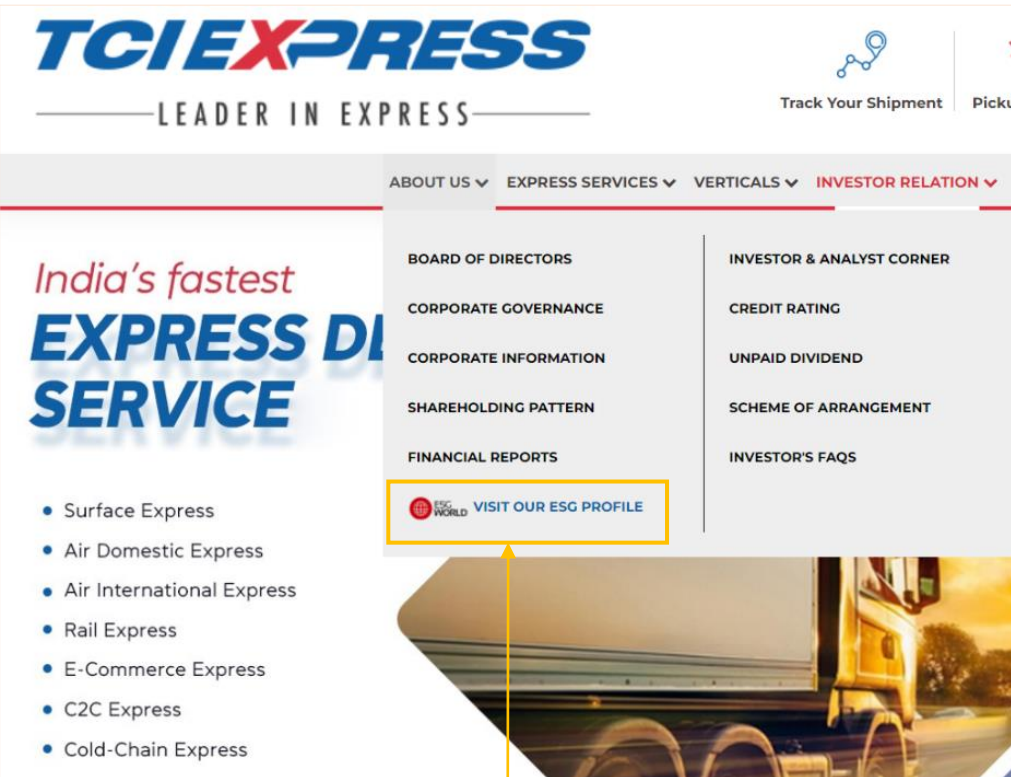 TCI EXPRESS
LEADER IN EXPRESS
Track Your Shipment
ABOUT US
EXPRESS SERVICES
VERTICALS
INVESTOR RELATION
BOARD OF DIRECTORS
CORPORATE GOVERNANCE
CORPORATE INFORMATION
SHAREHOLDING PATTERN
FINANCIAL REPORTS
ESG WORLD VISIT OUR ESG PROFILE
INVESTOR & ANALYST CORNER
CREDIT RATING
UNPAID DIVIDEND
SCHEME OF ARRANGEMENT
INVESTOR'S FAQS
India's fastest
EXPRESS
SERVICE
Surface Express
Air Domestic Express
Air International Express
Rail Express
E-Commerce Express
C2C Express
Cold-Chain Express